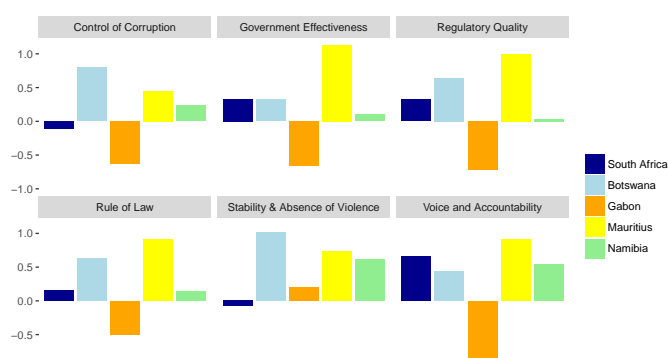 Control of Corruption
Government Effectiveness
Regulatory Quality
1.0
0.5
0.0
−0.5
−1.0
Rule of Law
Stability & Absence of Violence
Voice and Accountability
1.0
0.5
0.0
−0.5
South Africa
Botswana
Gabon
Mauritius
Namibia